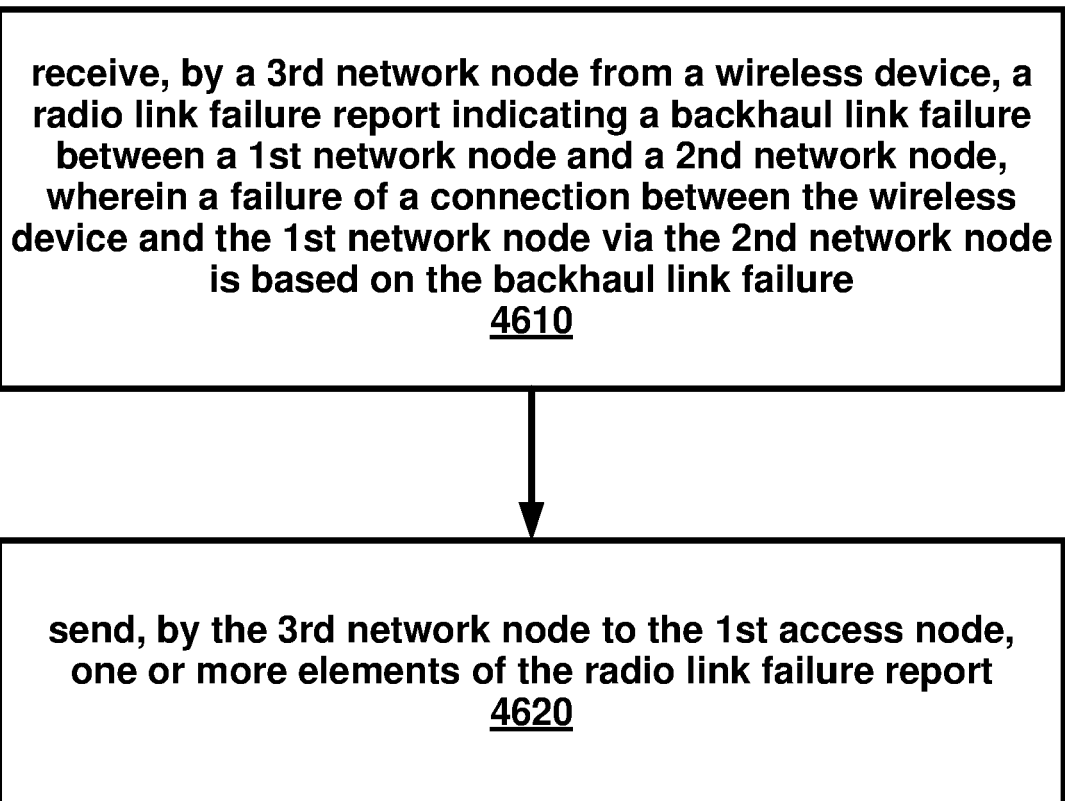 receive, by a 3rd network node from a wireless device, a
radio link failure report indicating a backhaul link failure
between a 1st network node and a 2nd network node,
wherein a failure of a connection between the wireless
device and the 1st network node via the 2nd network node
is based on the backhaul link failure
4610
send, by the 3rd network node to the 1st access node,
one or more elements of the radio link failure report
4620